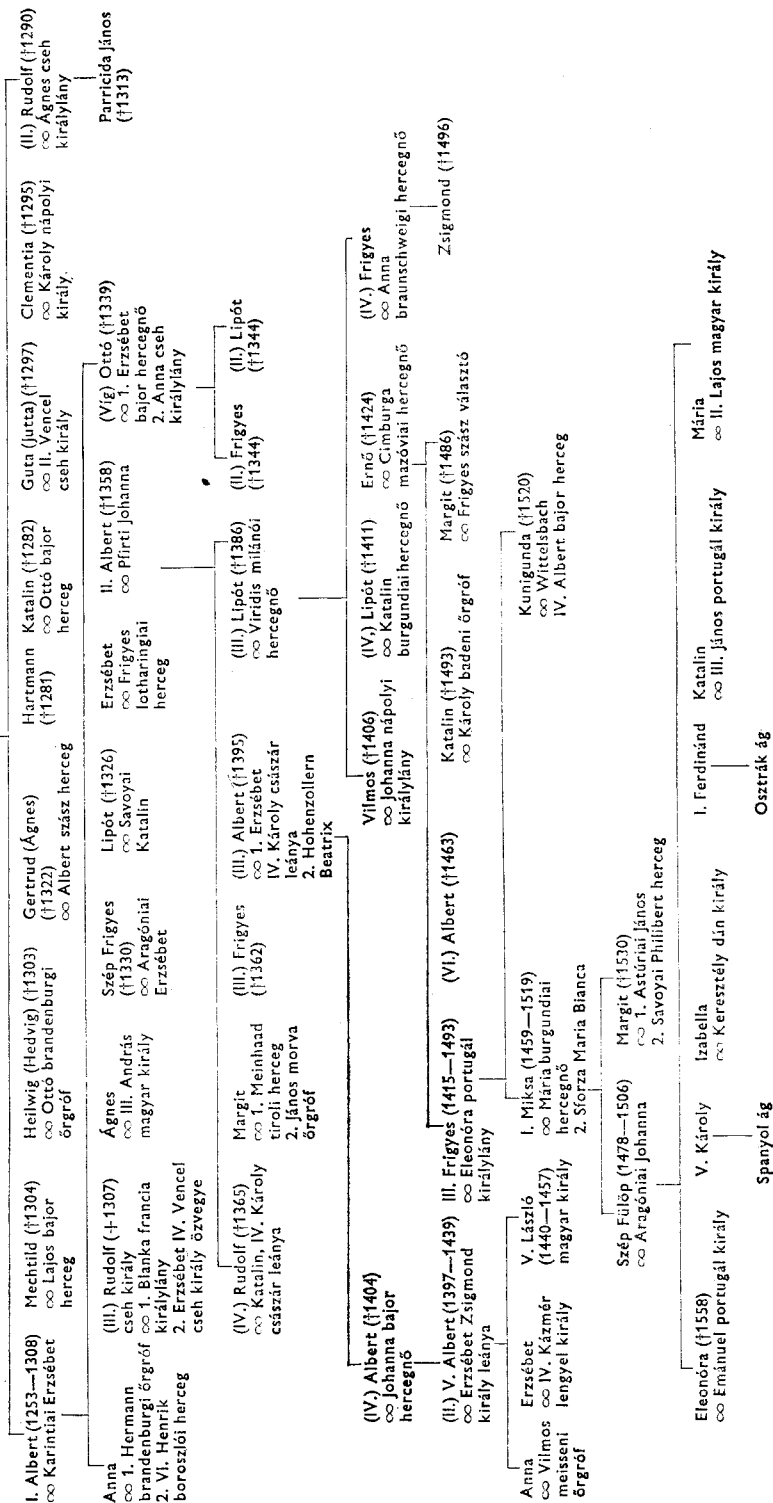 I. Albert (1253—1308)
∞ Karintiai Erzsébet
Mechtild (†1304)
∞ Lajos bajor
herceg
Heilwig (Hedvig) (†1303)
∞ Ottó brandenburgi
őrgróf
Gertrud (Ágnes)
(†1322)
∞ Albert szász herceg
Hartmann
(†1281)
Katalin (†1282)
∞ Ottó bajor
herceg
Guta (Jutta) (†1297)
∞ II. Vencel
cseh király
Clementia (†1295)
∞ Károly nápolyi
király.
(II.) Rudolf (†1290)
∞ Ágnes cseh
királylány
Parricida János
(†1313)
Anna
∞ 1. Hermann
brandenburgi őrgróf
2. VI. Henrik
boroszlói herceg
(III.) Rudolf (+1307)
cseh király
∞ 1. Blanka francia
királylány
2. Erzsébet IV. Vencel
cseh király özvegye
Ágnes
∞ III. András
magyar király
Szép Frigyes
(†1330)
∞ Aragóniai
Erzsébet
Lipót (†1326)
∞ Savoyai
Katalin
Erzsébet
∞ Frigyes
lotharingiai
herceg
II. Albert (†1358)
∞ Pfirti Johanna
(Víg) Ottó (†1339)
∞ 1. Erzsébet
bajor hercegnő
2. Anna cseh
királylány
(IV.) Rudolf (†1365)
∞ Katalin, IV. Károly
császár leánya
Margit
∞ 1. Meinhaad
tiroli herceg
2. János morva
őrgróf
(III.) Frigyes
(†1362)
(III.) Albert (†1395)
∞ 1. Erzsébet
IV. Károly császár
leánya
2. Hohenzollern
Beatrix
(III.) Lipót (†1386)
∞ Viridis milánói
hercegnő
(II.) Frigyes
(†1344)
(II.) Lipót
(†1344)
(IV.) Albert (†1404)
∞ Johanna bajor
hercegnő
Vilmos (†1406)
∞ Johanna nápolyi
királylány
(IV.) Lipót (†1411)
∞ Katalin
burgundiai hercegnő
Ernő (†1424)
∞ Cimburga
mazóviai hercegnő
(IV.) Frigyes
∞ Anna
braunschweigi hercegnő
Zsigmond (†1496)
(II.) V. Albert (1397—1439)
∞ Erzsébet Zsigmond
király leánya
III. Frigyes (1415—1493)
∞ Eleonóra portugál
királylány
(VI.) Albert (†1463)
Katalin (†1493)
∞ Károly badeni őrgróf
Margit (†1486)
∞ Frigyes szász választó
Anna
∞ Vilmos
meisseni
őrgróf
Erzsébet
∞ IV. Kázmér
lengyel király
V. László
(1440—1457)
magyar király
I. Miksa (1459—1519)
∞ Mária burgundiai
hercegnő
2. Sforza Maria Bianca
Kunigunda (†1520)
∞ Wittelsbach
IV. Albert bajor herceg
Szép Fülöp (1478—1506)
∞ Aragóniai Johanna
Margit (†1530)
∞ 1. Astúriai János
2. Savoyai Philibert herceg
Eleonóra (†1558)
∞ Emánuel portugál király
V. Károly
Izabella
∞ Keresztély dán király
I. Ferdinánd
Katalin
∞ III. János portugál király
Mária
∞ II. Lajos magyar király
Spanyol ág
Osztrák ág